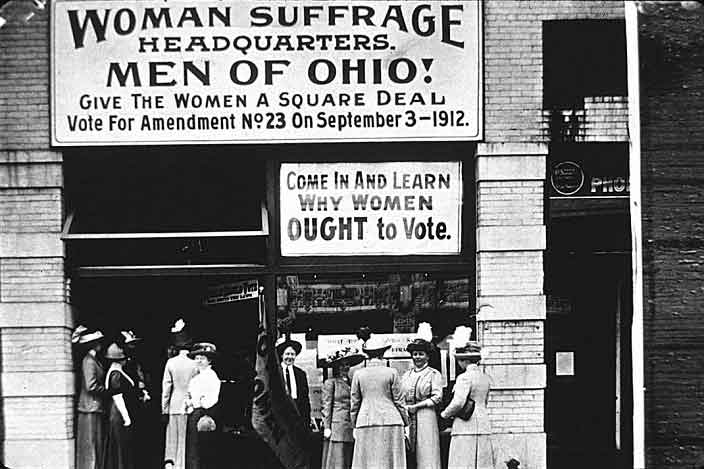 WOMAN SUFFRAGE
HEADQUARTERS.
MEN OF OHIO!
GIVE THE WOMEN A SQUARE DEAL
Vote For Amendment Nº23 On September 3-1912.
COME IN AND LEARN
WHY WOMEN
OUGHT to Vote.
PHO